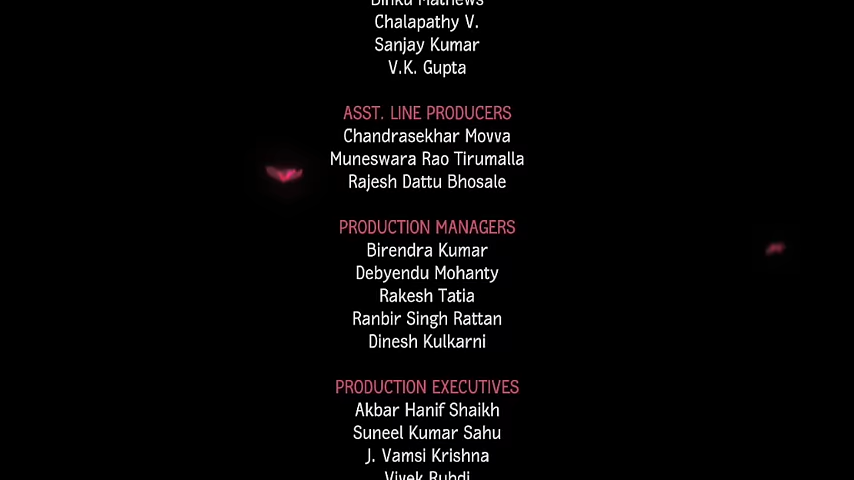 Chalapathy V.
Sanjay Kumar
V.K. Gupta
ASST. LINE PRODUCERS
Chandrasekhar Movva
Muneswara Rao Tirumalla
Rajesh Dattu Bhosale
PRODUCTION MANAGERS
Birendra Kumar
Debyendu Mohanty
Rakesh Tatia
Ranbir Singh Rattan
Dinesh Kulkarni
PRODUCTION EXECUTIVES
Akbar Hanif Shaikh
Suneel Kumar Sahu
J. Vamsi Krishna
Vivek